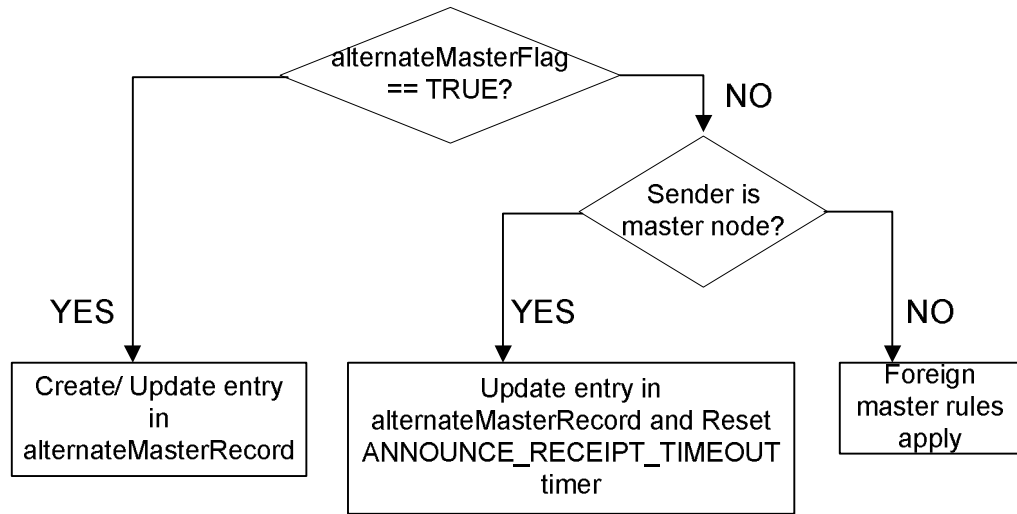 alternateMasterFlag
== TRUE?
NO
Sender is
master node?
YES
YES
NO
Create/ Update entry
in
alternateMasterRecord
Update entry in
alternateMasterRecord and Reset
ANNOUNCE_RECEIPT_TIMEOUT
timer
Foreign
master rules
apply